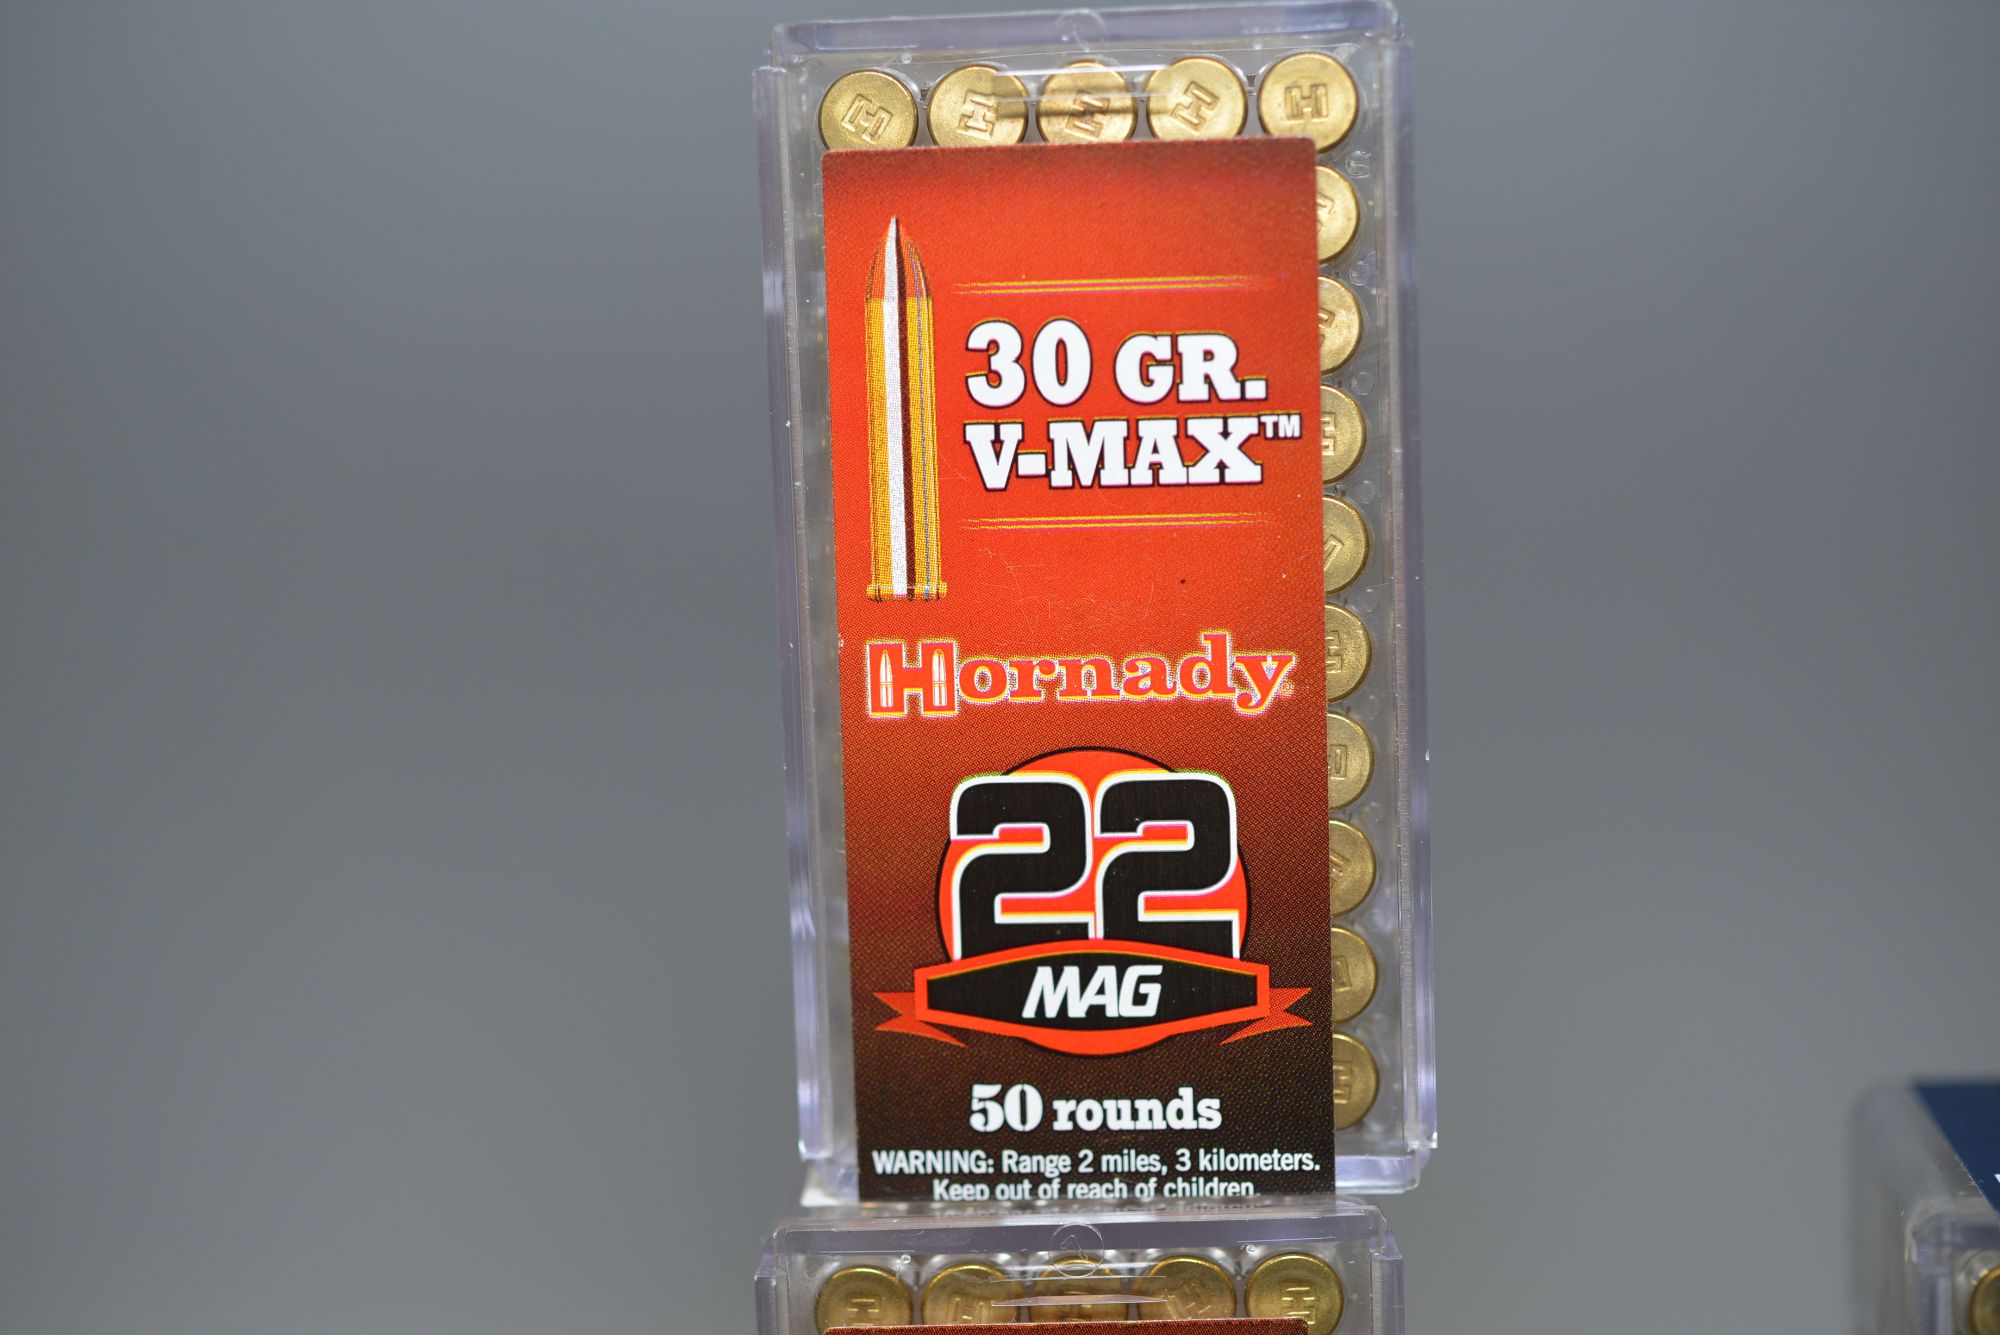 30 GR.
V-MAX™
Hornady
22
MAG
50 rounds
WARNING: Range 2 miles, 3 kilometers.
Keep out of reach of children.
H H H H H